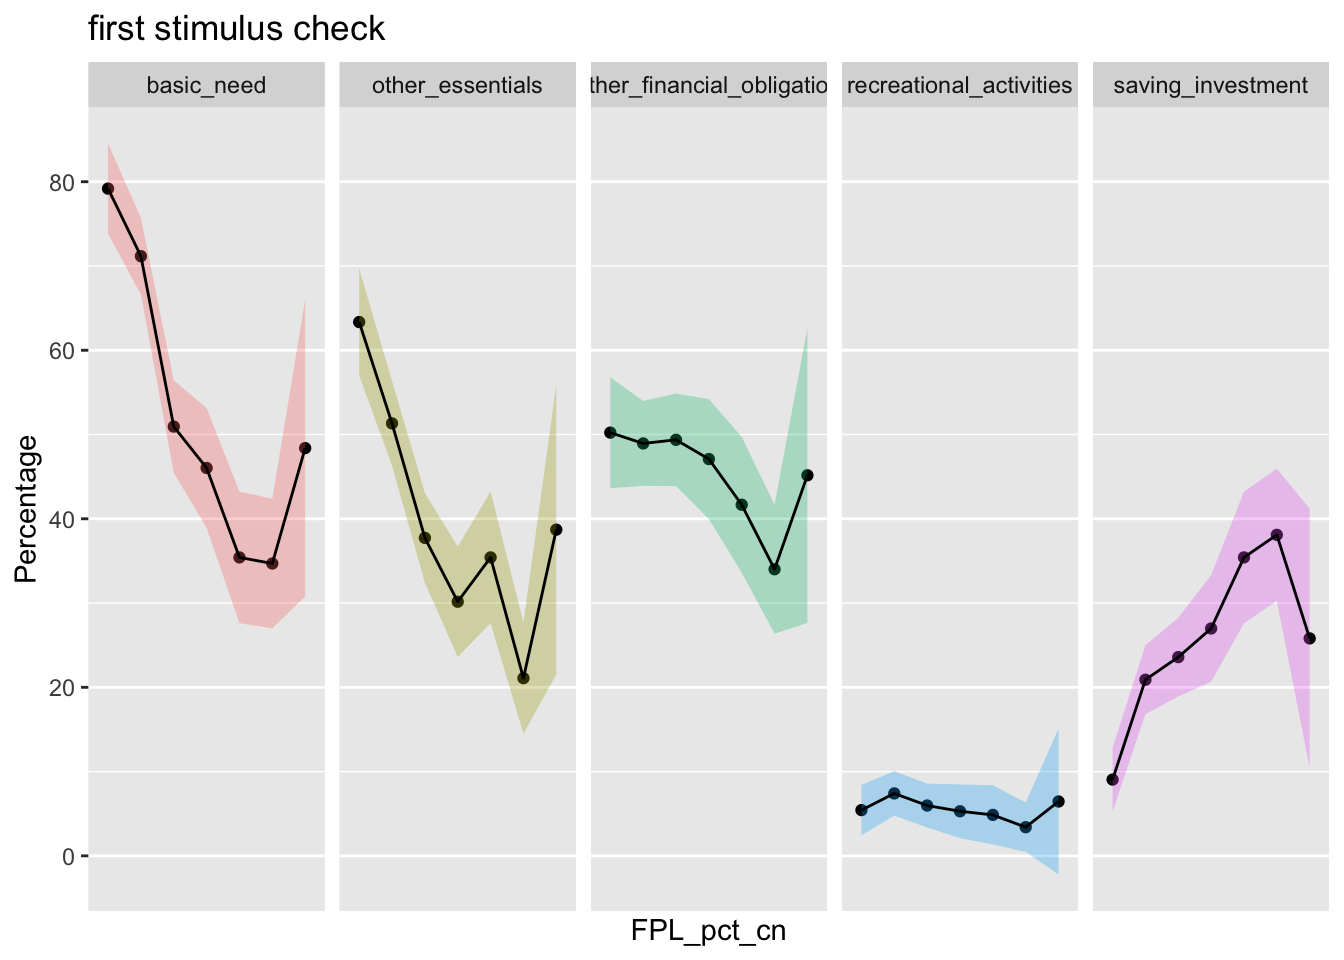 first stimulus check
basic_need
other_essentials
ther_financial_obligatio
recreational_activities
saving_investment
80
60
40
20
0
Percentage
FPL_pct_cn